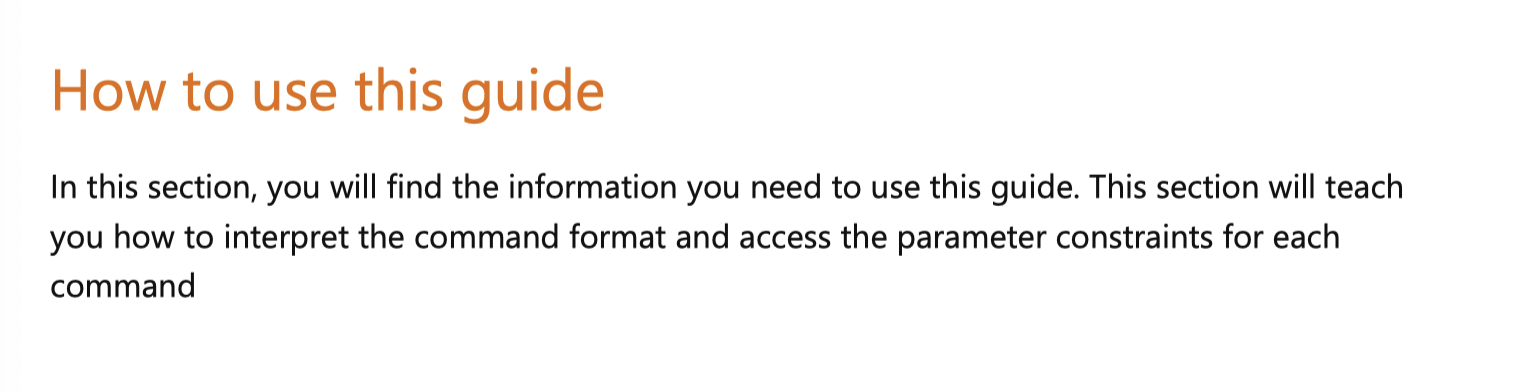 How to use this guide
In this section, you will find the information you need to use this guide. This section will teach
you how to interpret the command format and access the parameter constraints for each
command